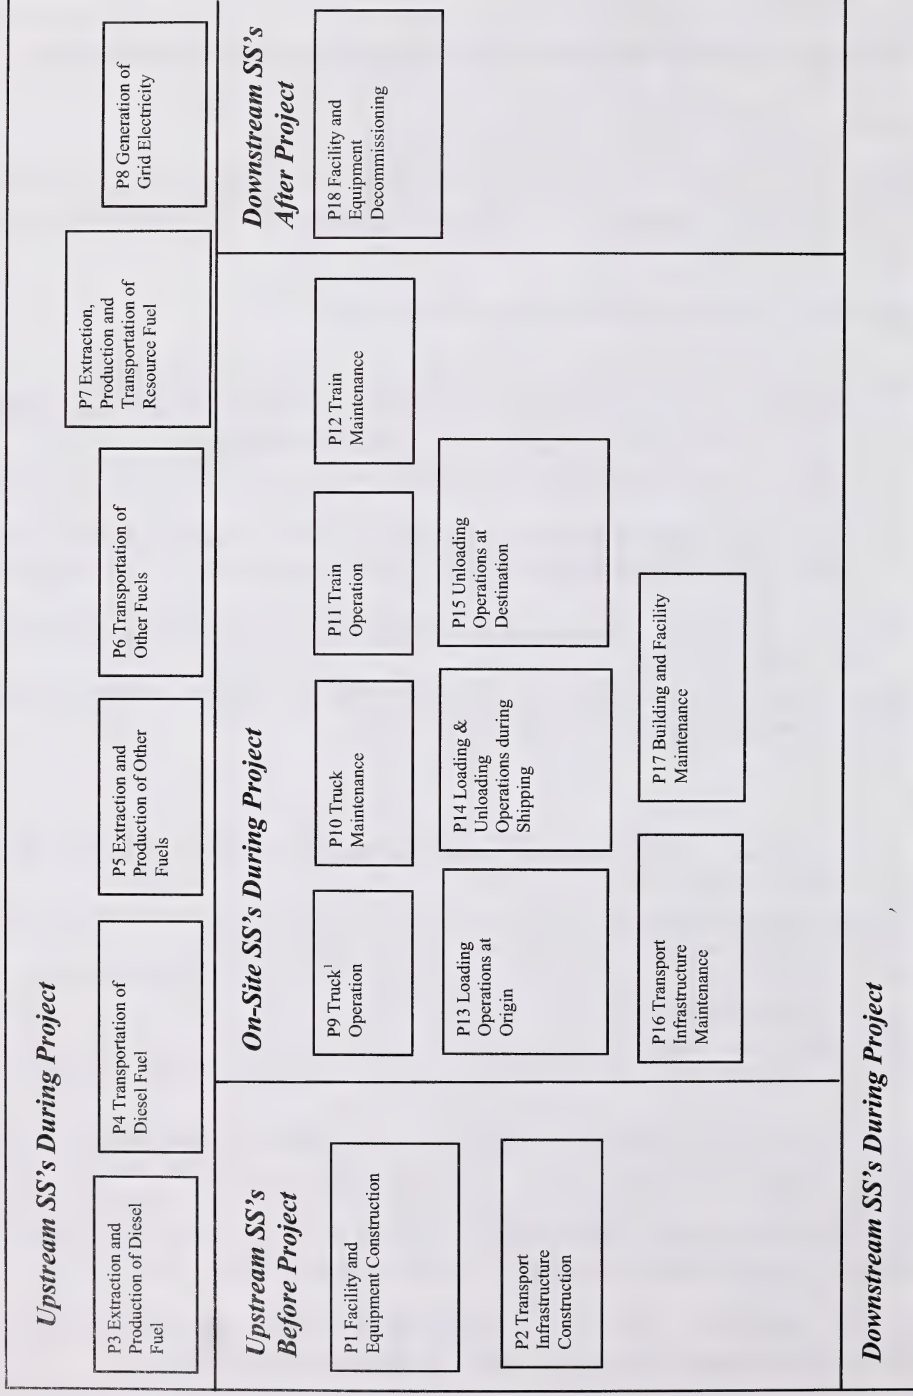 Upstream SS's During Project
P3 Extraction and
Production of Diesel
Fuel
P4 Transportation of
Diesel Fuel
P5 Extraction and
Production of Other
Fuels
P6 Transportation of
Other Fuels
P7 Extraction,
Production and
Transportation of
Resource Fuel
P8 Generation of
Grid Electricity
Upstream SS's
Before Project
P1 Facility and
Equipment Construction
P2 Transport
Infrastructure
Construction
On-Site SS's During Project
P9 Truck¹
Operation
P10 Truck
Maintenance
P11 Train
Operation
P12 Train
Maintenance
P13 Loading
Operations at
Origin
P14 Loading &
Unloading
Operations during
Shipping
P15 Unloading
Operations at
Destination
P16 Transport
Infrastructure
Maintenance
P17 Building and Facility
Maintenance
Downstream SS's
After Project
P18 Facility and
Equipment
Decommissioning
Downstream SS's During Project